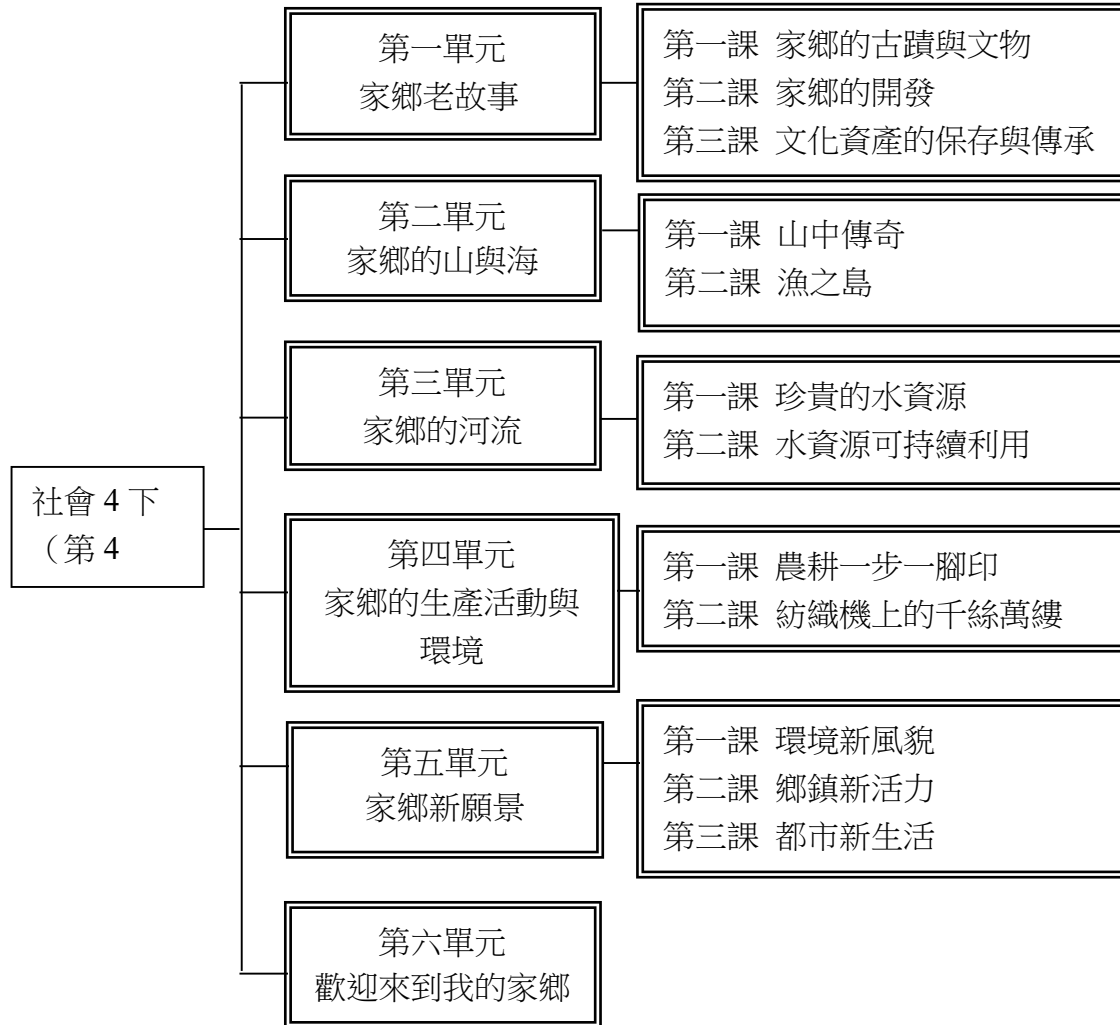 社會 4 下
（第 4
第一單元
家鄉老故事
第一課 家鄉的古蹟與文物
第二課 家鄉的開發
第三課 文化資產的保存與傳承
第二單元
家鄉的山與海
第一課 山中傳奇
第二課 漁之島
第三單元
家鄉的河流
第一課 珍貴的水資源
第二課 水資源可持續利用
第四單元
家鄉的生產活動與
環境
第一課 農耕一步一腳印
第二課 紡織機上的千絲萬縷
第五單元
家鄉新願景
第一課 環境新風貌
第二課 鄉鎮新活力
第三課 都市新生活
第六單元
歡迎來到我的家鄉